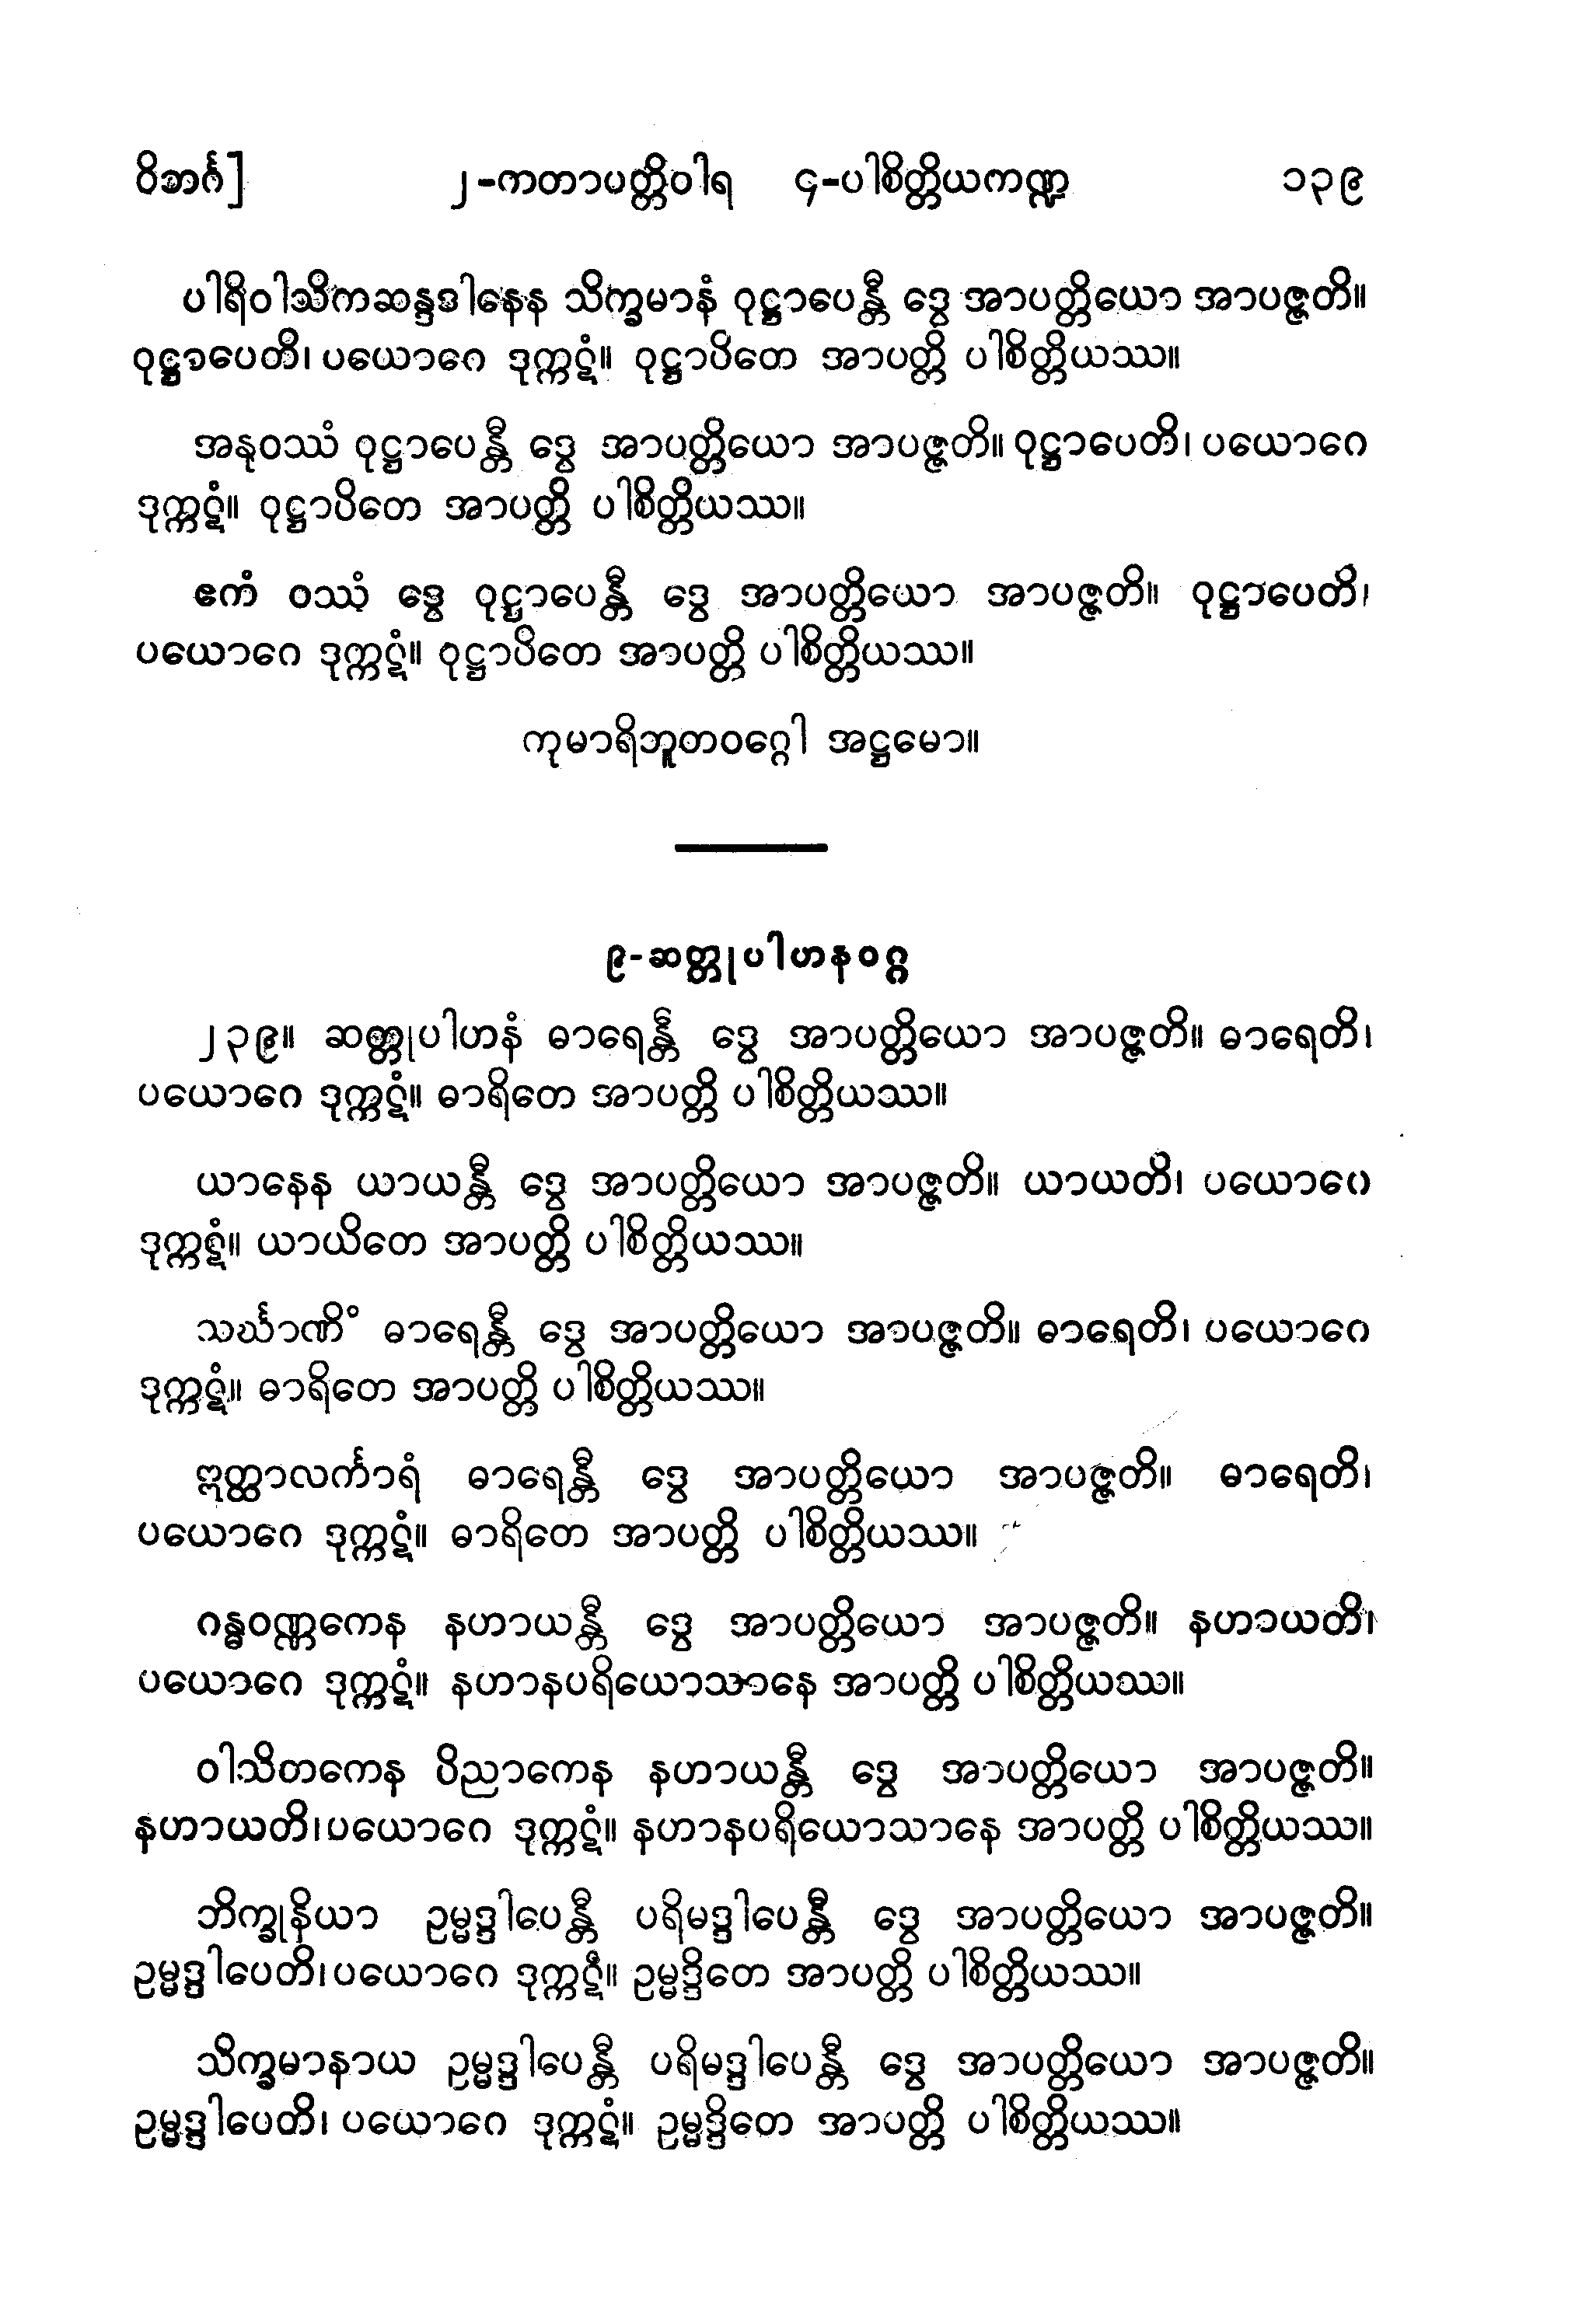 ဝိဘင်္ဂ] ၂-ကတာပတ္တိဝါရ ၄-ပါစိတ္တိယကဏ္ဍ ၁၃၉
ပါရိဝါသိကဆန္ဒဒါနေန သိက္ခမာနံ ဝုဋ္ဌာပေန္တီ ဒွေ အာပတ္တိယော အာပဇ္ဇတိ။
ဝုဋ္ဌာပေတိ၊ ပယောဂေ ဒုက္ကဋံ။ ဝုဋ္ဌာပိတေ အာပတ္တိ ပါစိတ္တိယဿ။
အနုဝဿံ ဝုဋ္ဌာပေန္တီ ဒွေ အာပတ္တိယော အာပဇ္ဇတိ။ ဝုဋ္ဌာပေတိ၊ ပယောဂေ
ဒုက္ကဋံ။ ဝုဋ္ဌာပိတေ အာပတ္တိ ပါစိတ္တိယဿ။
ဧကံ ဝဿံ ဒွေ ဝုဋ္ဌာပေန္တီ ဒွေ အာပတ္တိယော အာပဇ္ဇတိ။ ဝုဋ္ဌာပေတိ၊
ပယောဂေ ဒုက္ကဋံ။ ဝုဋ္ဌာပိတေ အာပတ္တိ ပါစိတ္တိယဿ။
ကုမာရိဘူတဝဂ္ဂေါ အဋ္ဌမော။
၉-ဆတ္တုပါဟနဝဂ္ဂ
၂၃၉။ ဆတ္တုပါဟနံ ဓာရေန္တီ ဒွေ အာပတ္တိယော အာပဇ္ဇတိ။ ဓာရေတိ၊
ပယောဂေ ဒုက္ကဋံ။ ဓာရိတေ အာပတ္တိ ပါစိတ္တိယဿ။
ယာနေန ယာယန္တီ ဒွေ အာပတ္တိယော အာပဇ္ဇတိ။ ယာယတိ၊ ပယောဂေ
ဒုက္ကဋံ။ ယာယိတေ အာပတ္တိ ပါစိတ္တိယဿ။
သင်္ဃာဏိံ ဓာရေန္တီ ဒွေ အာပတ္တိယော အာပဇ္ဇတိ။ ဓာရေတိ၊ ပယောဂေ
ဒုက္ကဋံ။ ဓာရိတေ အာပတ္တိ ပါစိတ္တိယဿ။
ဣတ္ထာလင်္ကာရံ ဓာရေန္တီ ဒွေ အာပတ္တိယော အာပဇ္ဇတိ။ ဓာရေတိ၊
ပယောဂေ ဒုက္ကဋံ။ ဓာရိတေ အာပတ္တိ ပါစိတ္တိယဿ။
ဂန္ဓဝဏ္ဏကေန နဟာယန္တီ ဒွေ အာပတ္တိယော အာပဇ္ဇတိ။ နဟာယတိ၊
ပယောဂေ ဒုက္ကဋံ။ နဟာနပရိယောသာနေ အာပတ္တိ ပါစိတ္တိယဿ။
ဝါသိတကေန ပိညာကေန နဟာယန္တီ ဒွေ အာပတ္တိယော အာပဇ္ဇတိ။
နဟာယတိ၊ပယောဂေ ဒုက္ကဋံ။ နဟာနပရိယောသာနေ အာပတ္တိ ပါစိတ္တိယဿ။
ဘိက္ခုနိယာ ဥမ္မဒ္ဒါပေန္တီ ပရိမဒ္ဒါပေန္တီ ဒွေ အာပတ္တိယော အာပဇ္ဇတိ။
ဥမ္မဒ္ဒါပေတိ၊ပယောဂေ ဒုက္ကဋံ။ ဥမ္မဒ္ဒိတေ အာပတ္တိ ပါစိတ္တိယဿ။
သိက္ခမာနာယ ဥမ္မဒ္ဒါပေန္တီ ပရိမဒ္ဒါပေန္တီ ဒွေ အာပတ္တိယော အာပဇ္ဇတိ။
ဥမ္မဒ္ဒါပေတိ၊ ပယောဂေ ဒုက္ကဋံ။ ဥမ္မဒ္ဒိတေ အာပတ္တိ ပါစိတ္တိယဿ။